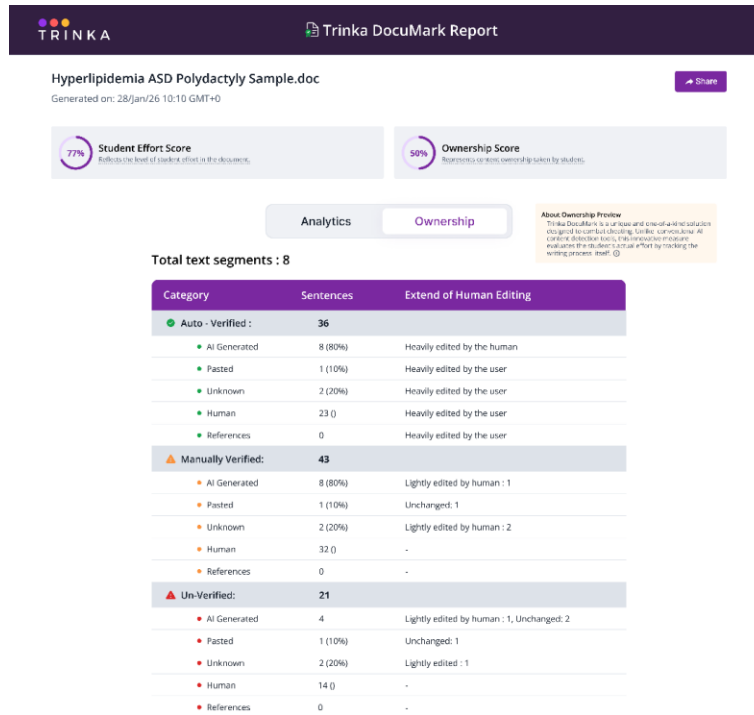 TRINKA
Trinka DocuMark Report
Hyperlipidemia ASD Polydactyly Sample.doc
Share
Generated on: 28/Jan/26 10:10 GMT+0
77%
Student Effort Score
Reflects the level of student effort in the document.
50%
Ownership Score
Represents content ownership taken by student.
Analytics
Ownership
About Ownership Preview
Trinka DocuMark is a unique and one-of-a-kind solution
designed to combat cheating. Unlike conventional AI
content detection tools, this innovative measure
evaluates the student's actual effort by tracking the
writing process itself.
Total text segments : 8
Category Sentences Extend of Human Editing
Auto - Verified : 36
AI Generated 8 (80%) Heavily edited by the human
Pasted 1 (10%) Heavily edited by the user
Unknown 2 (20%) Heavily edited by the user
Human 23 () Heavily edited by the user
References 0 Heavily edited by the user
Manually Verified: 43
AI Generated 8 (80%) Lightly edited by human : 1
Pasted 1 (10%) Unchanged: 1
Unknown 2 (20%) Lightly edited by human : 2
Human 32 () -
References 0 -
Un-Verified: 21
AI Generated 4 Lightly edited by human : 1, Unchanged: 2
Pasted 1 (10%) Unchanged: 1
Unknown 2 (20%) Lightly edited : 1
Human 14 () -
References 0 -